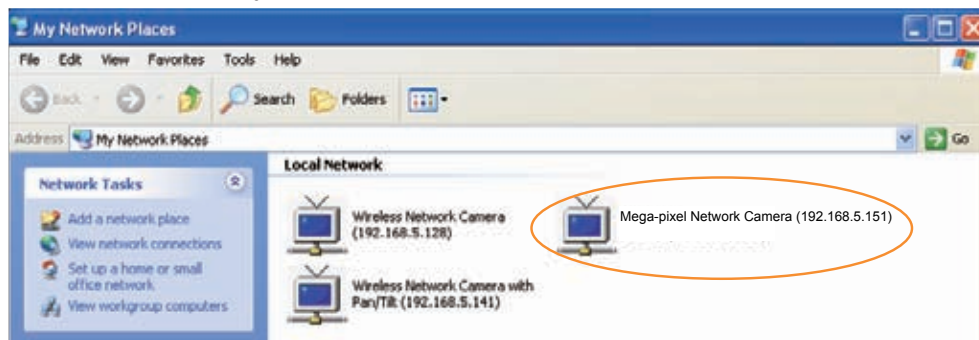 My Network Places
File Edit View Favorites Tools Help
Back Search Folders
Address My Network Places Go
Local Network
Network Tasks
Add a network place
View network connections
Set up a home or small
office network
View workgroup computers
Wireless Network Camera
(192.168.5.128)
Mega-pixel Network Camera (192.168.5.151)
Wireless Network Camera with
Pan/Tilt (192.168.5.141)